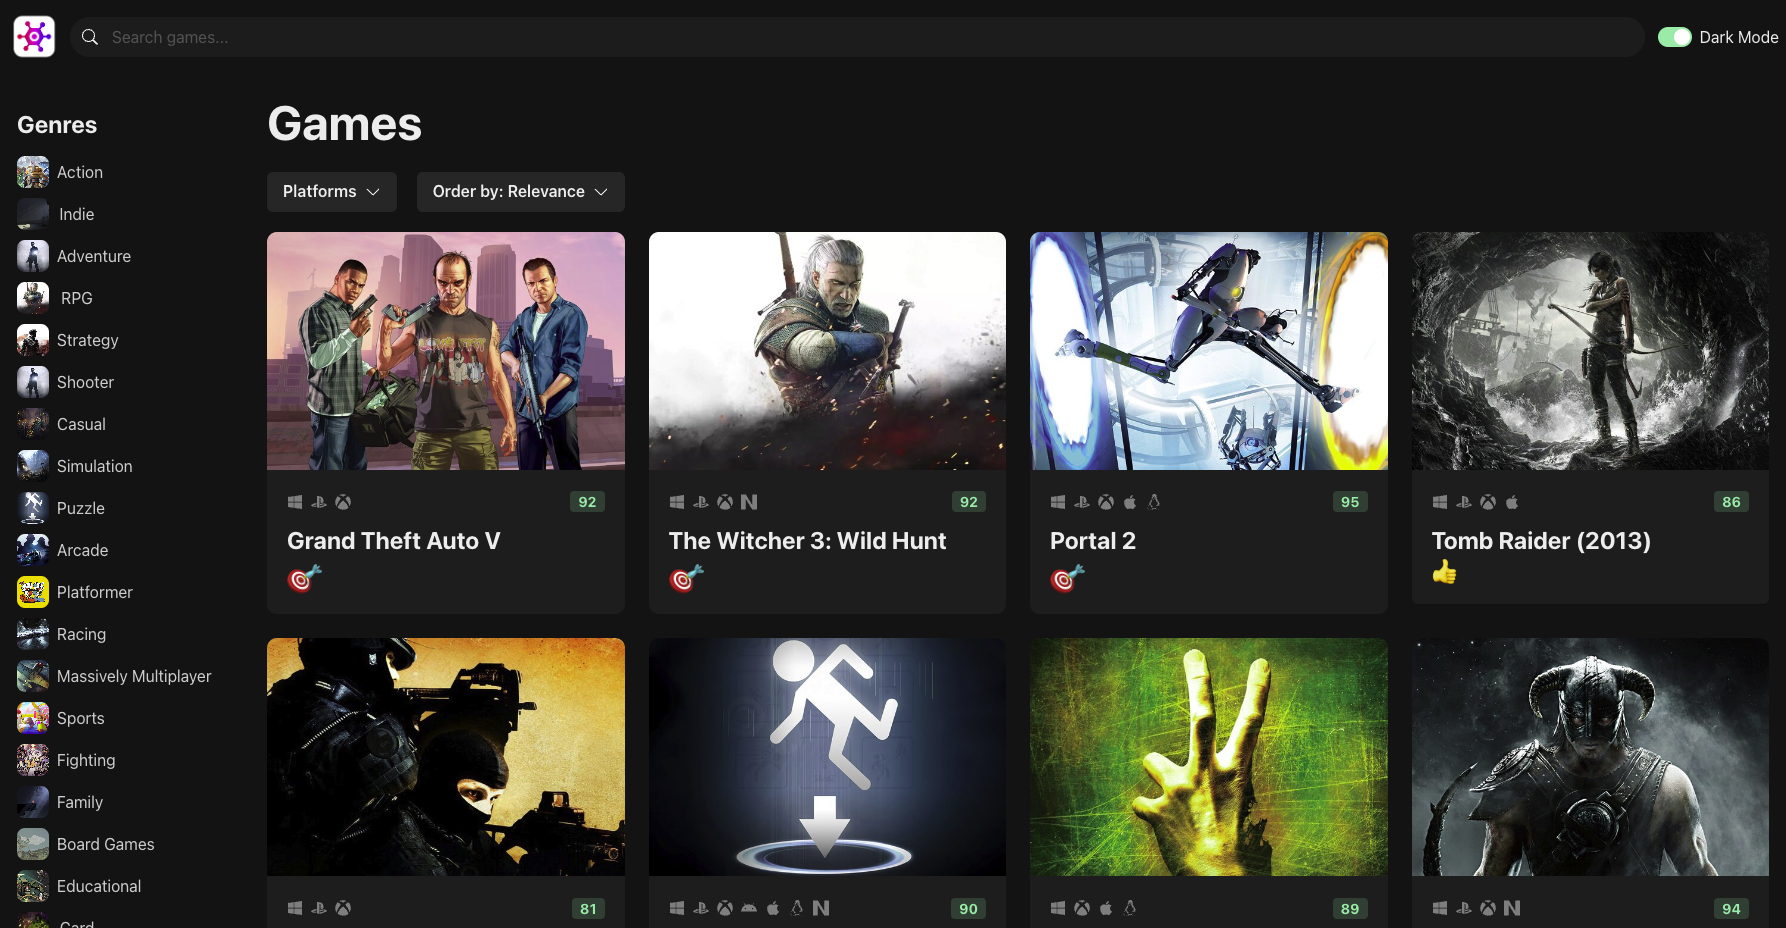 Search games...
Dark Mode
Genres
Action
Indie
Adventure
RPG
Strategy
Shooter
Casual
Simulation
Puzzle
Arcade
Platformer
Racing
Massively Multiplayer
Sports
Fighting
Family
Board Games
Educational
Card
Games
Platforms
Order by: Relevance
92
Grand Theft Auto V
92
The Witcher 3: Wild Hunt
95
Portal 2
86
Tomb Raider (2013)
81
90
89
94